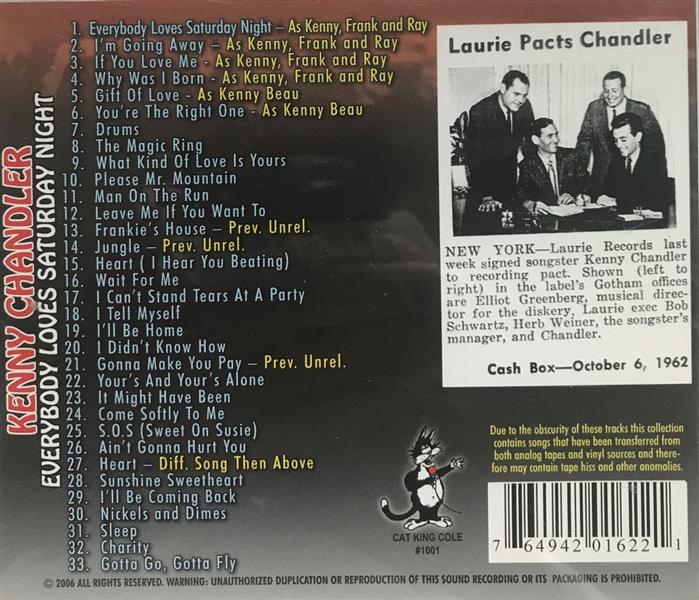 KENNY CHANDLER
EVERYBODY LOVES SATURDAY NIGHT
1. Everybody Loves Saturday Night – As Kenny, Frank and Ray
2. I'm Going Away – As Kenny, Frank and Ray
3. If You Love Me – As Kenny, Frank and Ray
4. Why Was I Born - As Kenny, Frank and Ray
5. Gift Of Love – As Kenny Beau
6. You're The Right One - As Kenny Beau
7. Drums
8. The Magic Ring
9. What Kind Of Love Is Yours
10. Please Mr. Mountain
11. Man On The Run
12. Leave Me If You Want To
13. Frankie's House – Prev. Unrel.
14. Jungle – Prev. Unrel.
15. Heart ( I Hear You Beating)
16. Wait For Me
17. I Can't Stand Tears At A Party
18. I Tell Myself
19. I'll Be Home
20. I Didn't Know How
21. Gonna Make You Pay – Prev. Unrel.
22. Your's And Your's Alone
23. It Might Have Been
24. Come Softly To Me
25. S.O.S (Sweet On Susie)
26. Ain't Gonna Hurt You
27. Heart – Diff. Song Then Above
28. Sunshine Sweetheart
29. I'll Be Coming Back
30. Nickels and Dimes
31. Sleep
32. Charity
33. Gotta Go, Gotta Fly
Laurie Pacts Chandler
NEW YORK—Laurie Records last
week signed songster Kenny Chandler
to recording pact. Shown (left to
right) in the label's Gotham offices
are Elliot Greenberg, musical direc-
tor for the diskery, Laurie exec Bob
Schwartz, Herb Weiner, the songster's
manager, and Chandler.
Cash Box—October 6, 1962
Due to the obscurity of these tracks this collection
contains songs that have been transferred from
both analog tapes and vinyl sources and there-
fore may contain tape hiss and other anomalies.
CAT KING COLE
#1001
7 64942 01622 1
© 2006 ALL RIGHTS RESERVED. WARNING: UNAUTHORIZED DUPLICATION OR REPRODUCTION OF THIS SOUND RECORDING OR ITS PACKAGING IS PROHIBITED.